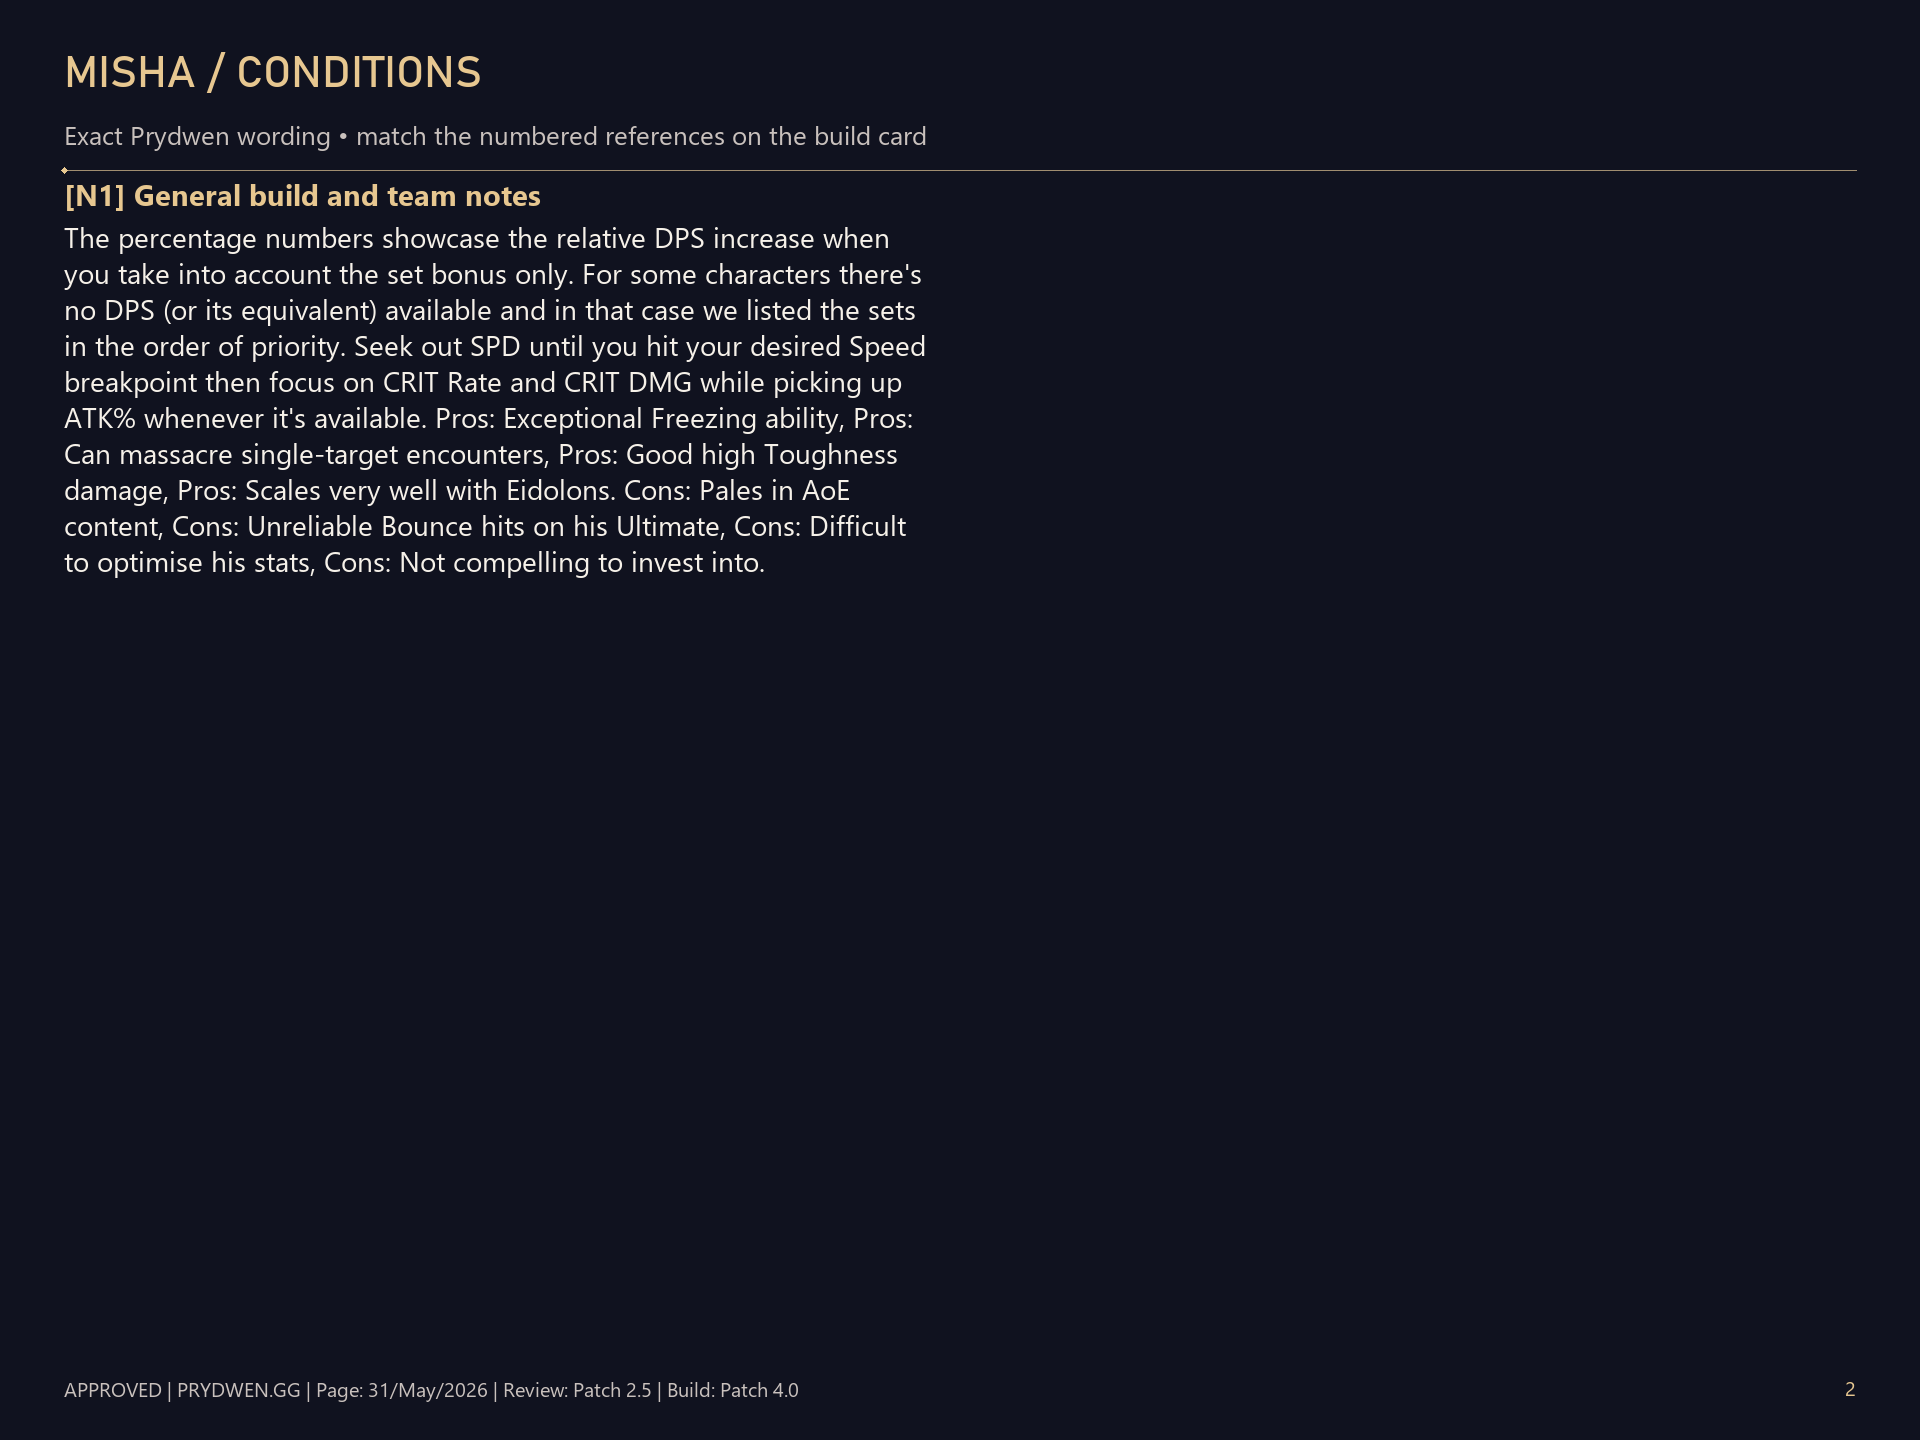 MISHA / CONDITIONS
Exact Prydwen wording • match the numbered references on the build card
[N1] General build and team notes
The percentage numbers showcase the relative DPS increase when
you take into account the set bonus only. For some characters there's
no DPS (or its equivalent) available and in that case we listed the sets
in the order of priority. Seek out SPD until you hit your desired Speed
breakpoint then focus on CRIT Rate and CRIT DMG while picking up
ATK% whenever it's available. Pros: Exceptional Freezing ability, Pros:
Can massacre single-target encounters, Pros: Good high Toughness
damage, Pros: Scales very well with Eidolons. Cons: Pales in AoE
content, Cons: Unreliable Bounce hits on his Ultimate, Cons: Difficult
to optimise his stats, Cons: Not compelling to invest into.
APPROVED | PRYDWEN.GG | Page: 31/May/2026 | Review: Patch 2.5 | Build: Patch 4.0
2